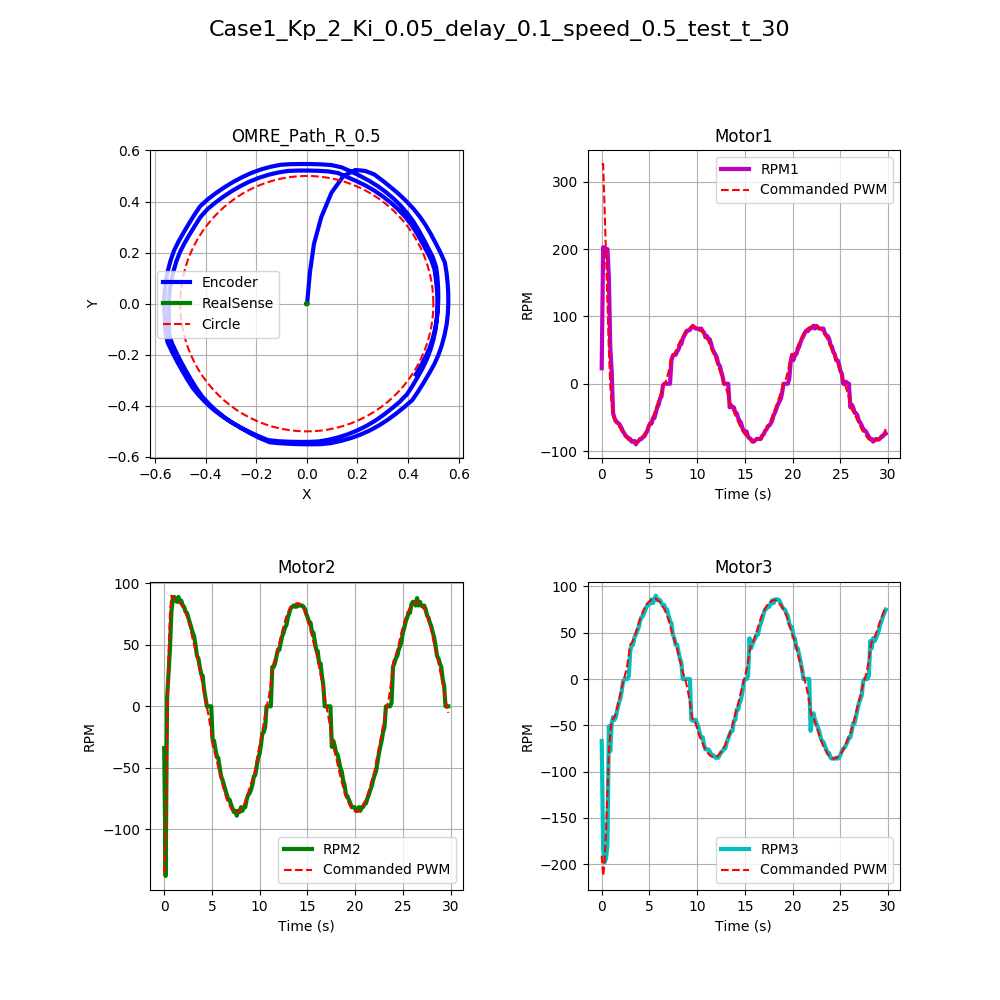 Case1_Kp_2_Ki_0.05_delay_0.1_speed_0.5_test_t_30
OMRE_Path_R_0.5
0.6
0.4
0.2
0.0
−0.2
−0.4
−0.6
Y
Encoder
RealSense
Circle
−0.6 −0.4 −0.2 0.0 0.2 0.4 0.6
X
Motor1
300
200
100
0
−100
RPM
RPM1
Commanded PWM
0 5 10 15 20 25 30
Time (s)
Motor2
100
50
0
−50
−100
RPM
RPM2
Commanded PWM
0 5 10 15 20 25 30
Time (s)
Motor3
100
50
0
−50
−100
−150
−200
RPM
RPM3
Commanded PWM
0 5 10 15 20 25 30
Time (s)